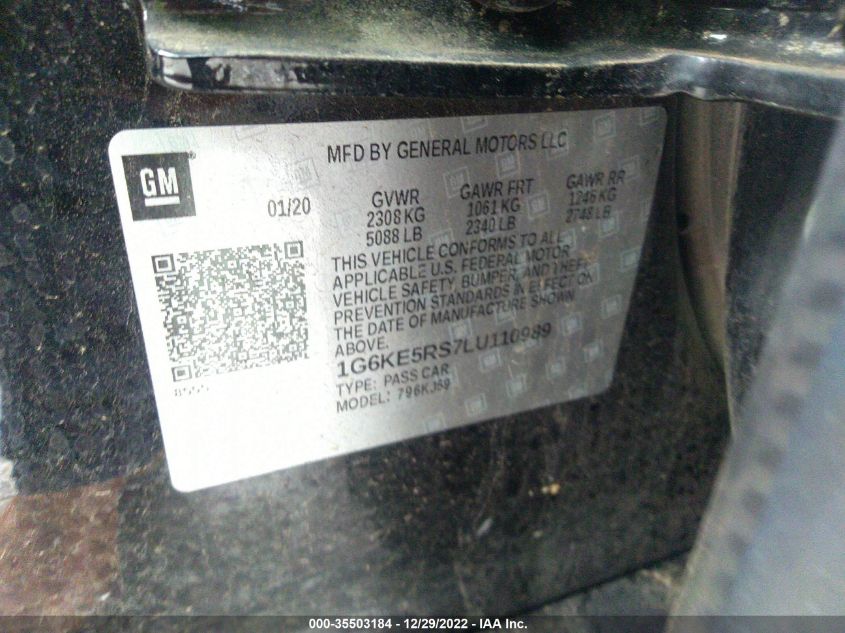 MFD BY GENERAL MOTORS LLC
GM®
01/20
GVWR GAWR FRT GAWR RR
2308 KG 1061 KG 1246 KG
5088 LB 2340 LB 2748 LB
THIS VEHICLE CONFORMS TO ALL
APPLICABLE U.S. FEDERAL MOTOR
VEHICLE SAFETY, BUMPER, AND THEFT
PREVENTION STANDARDS IN EFFECT ON
THE DATE OF MANUFACTURE SHOWN
ABOVE.
1G6KE5RS7LU110989
TYPE: PASS CAR
MODEL: 796KJ69
8555
000-35503184 - 12/29/2022 - IAA Inc.